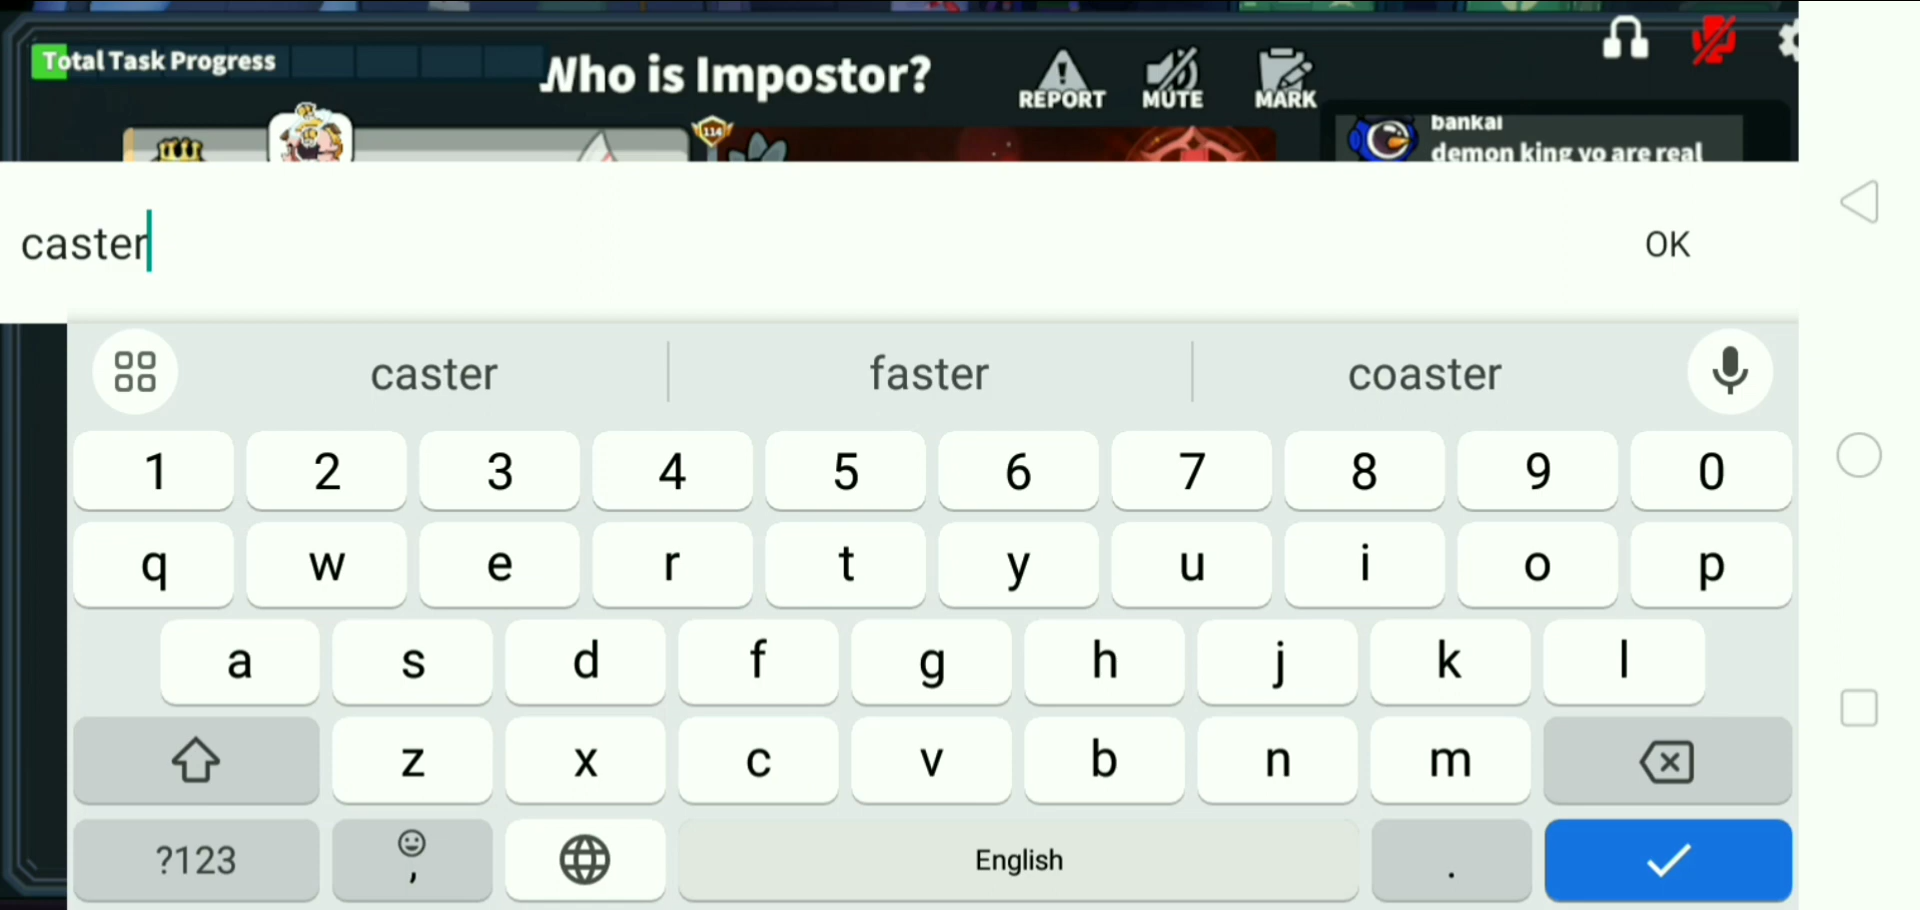 Total Task Progress
Who is Impostor?
REPORT
MUTE
MARK
114
bankai
demon king yo are real
caster
OK
caster
faster
coaster
1 2 3 4 5 6 7 8 9 0
q w e r t y u i o p
a s d f g h j k l
z x c v b n m
?123
,
English
.